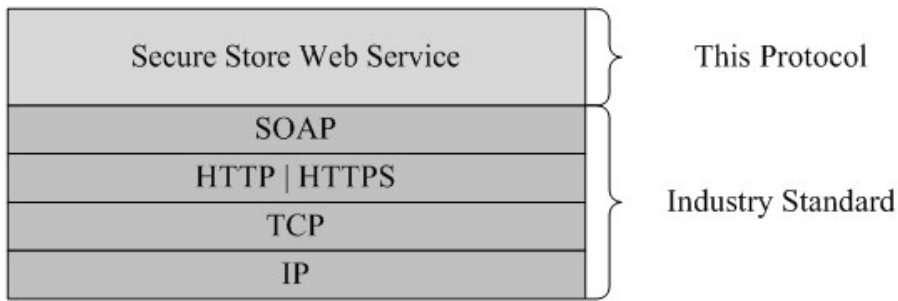 Secure Store Web Service
This Protocol
SOAP
HTTP | HTTPS
TCP
IP
Industry Standard